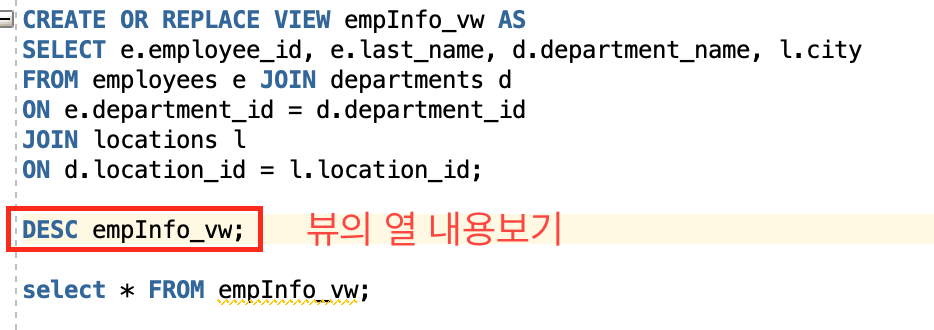 CREATE OR REPLACE VIEW empInfo_vw AS
SELECT e.employee_id, e.last_name, d.department_name, l.city
FROM employees e JOIN departments d
ON e.department_id = d.department_id
JOIN locations l
ON d.location_id = l.location_id;
DESC empInfo_vw; 뷰의 열 내용보기
select * FROM empInfo_vw;